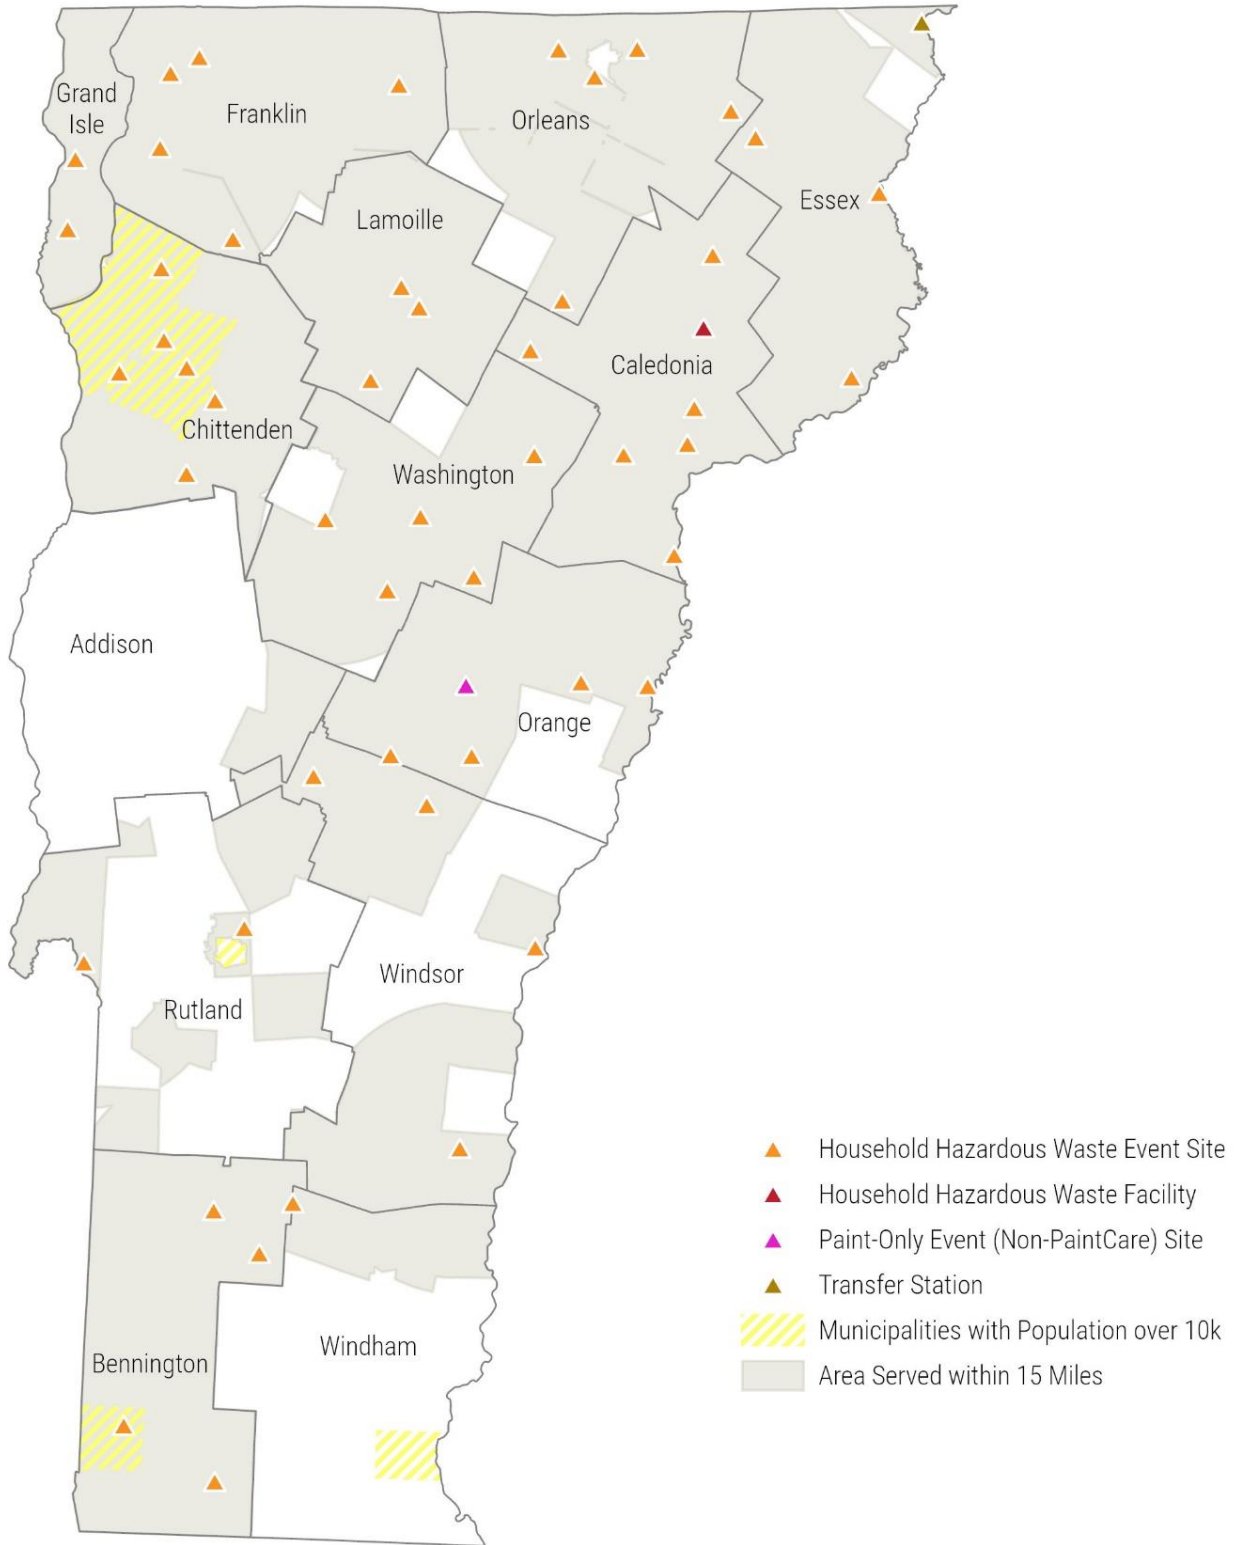 Grand
Isle
Franklin
Orleans
Essex
Lamoille
Caledonia
Chittenden
Washington
Addison
Orange
Windsor
Rutland
Household Hazardous Waste Event Site
Household Hazardous Waste Facility
Paint-Only Event (Non-PaintCare) Site
Transfer Station
Municipalities with Population over 10k
Area Served within 15 Miles
Windham
Bennington